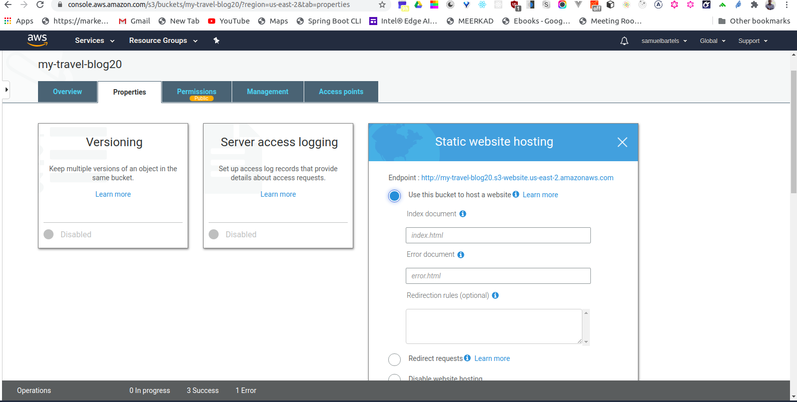 console.aws.amazon.com/s3/buckets/my-travel-blog20/?region=us-east-2&tab=properties
Apps https://marke... Gmail New Tab YouTube Maps Spring Boot CLI Intel® Edge AI... MEERKAD Ebooks - Goog... Meeting Roo... Other bookmarks
aws Services Resource Groups samuelbartels Global Support
my-travel-blog20
Overview Properties Permissions Management Access points
Public
Versioning
Keep multiple versions of an object in the
same bucket.
Learn more
Disabled
Server access logging
Set up access log records that provide
details about access requests.
Learn more
Disabled
Static website hosting
Endpoint : http://my-travel-blog20.s3-website.us-east-2.amazonaws.com
Use this bucket to host a website Learn more
Index document
index.html
Error document
error.html
Redirection rules (optional)
Redirect requests Learn more
Disable website hosting
Operations 0 In progress 3 Success 1 Error